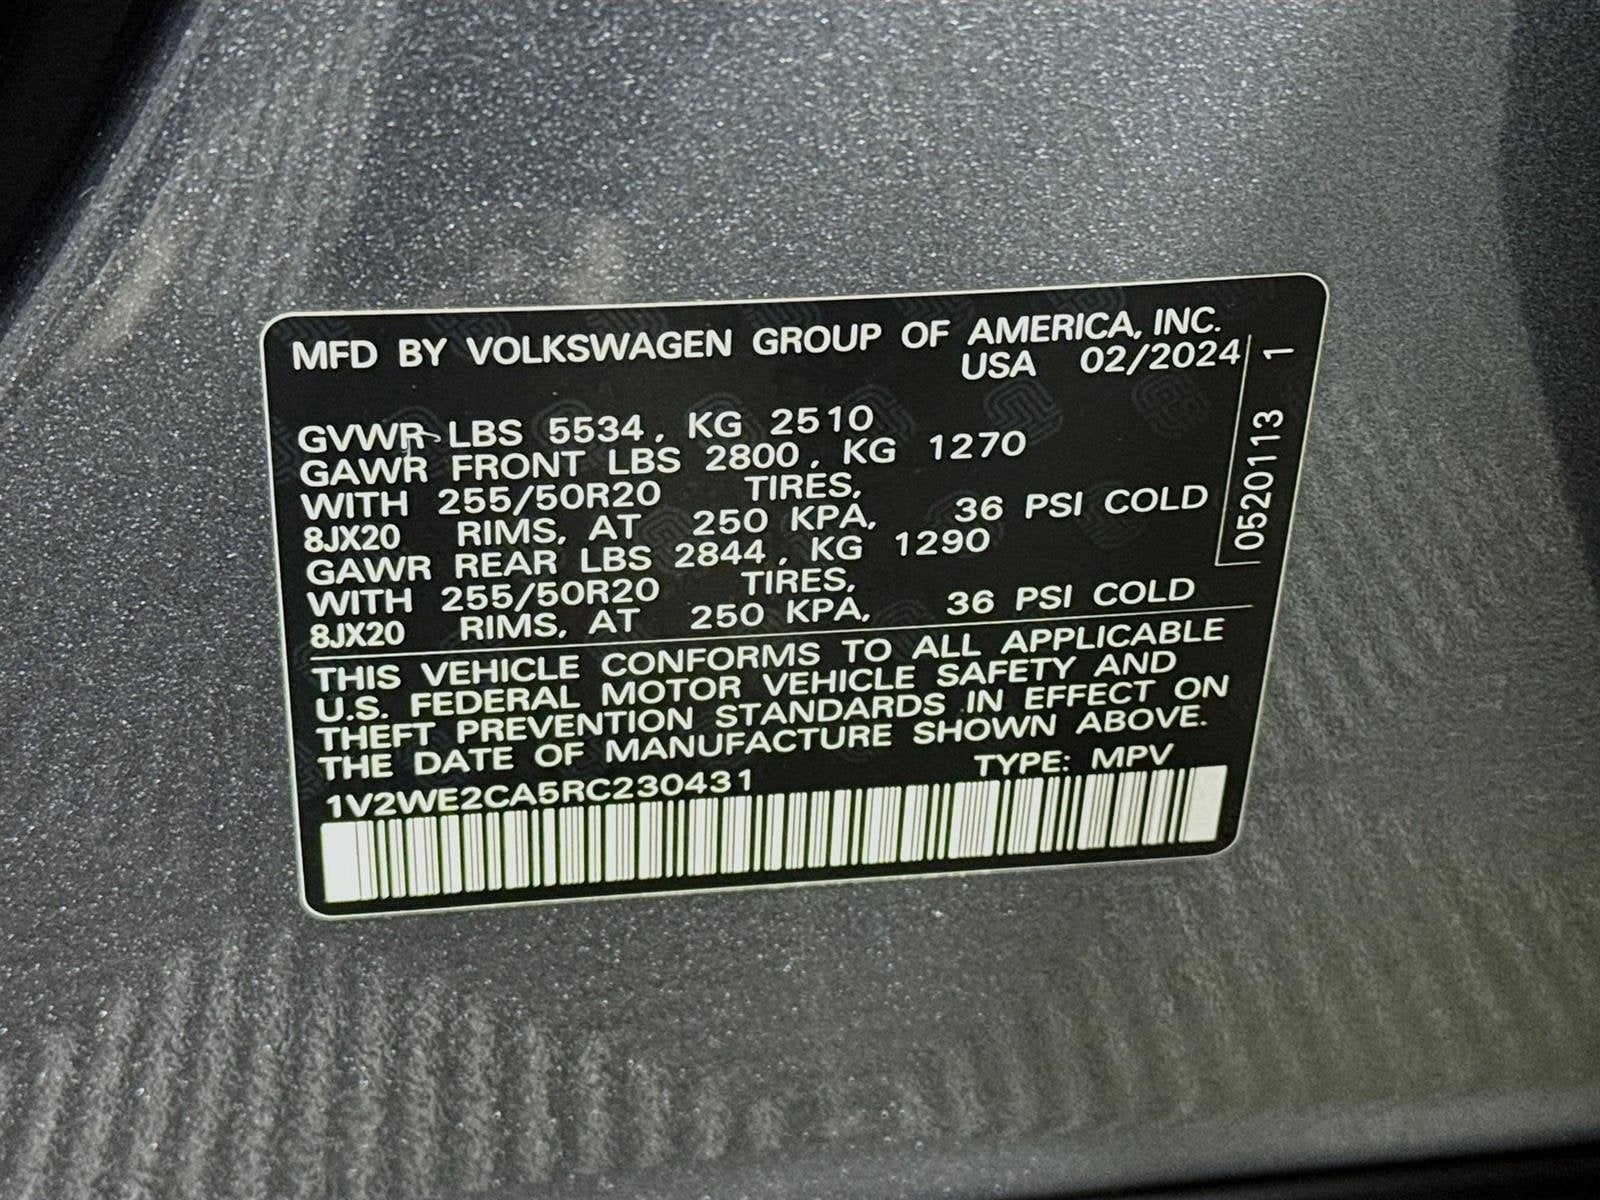 MFD BY VOLKSWAGEN GROUP OF AMERICA, INC.
USA 02/2024
GVWR LBS 5534, KG 2510
GAWR FRONT LBS 2800, KG 1270
WITH 255/50R20 TIRES,
8JX20 RIMS, AT 250 KPA, 36 PSI COLD
GAWR REAR LBS 2844, KG 1290
WITH 255/50R20 TIRES,
8JX20 RIMS, AT 250 KPA, 36 PSI COLD
THIS VEHICLE CONFORMS TO ALL APPLICABLE
U.S. FEDERAL MOTOR VEHICLE SAFETY AND
THEFT PREVENTION STANDARDS IN EFFECT ON
THE DATE OF MANUFACTURE SHOWN ABOVE.
1V2WE2CA5RC230431 TYPE: MPV
0520113 1